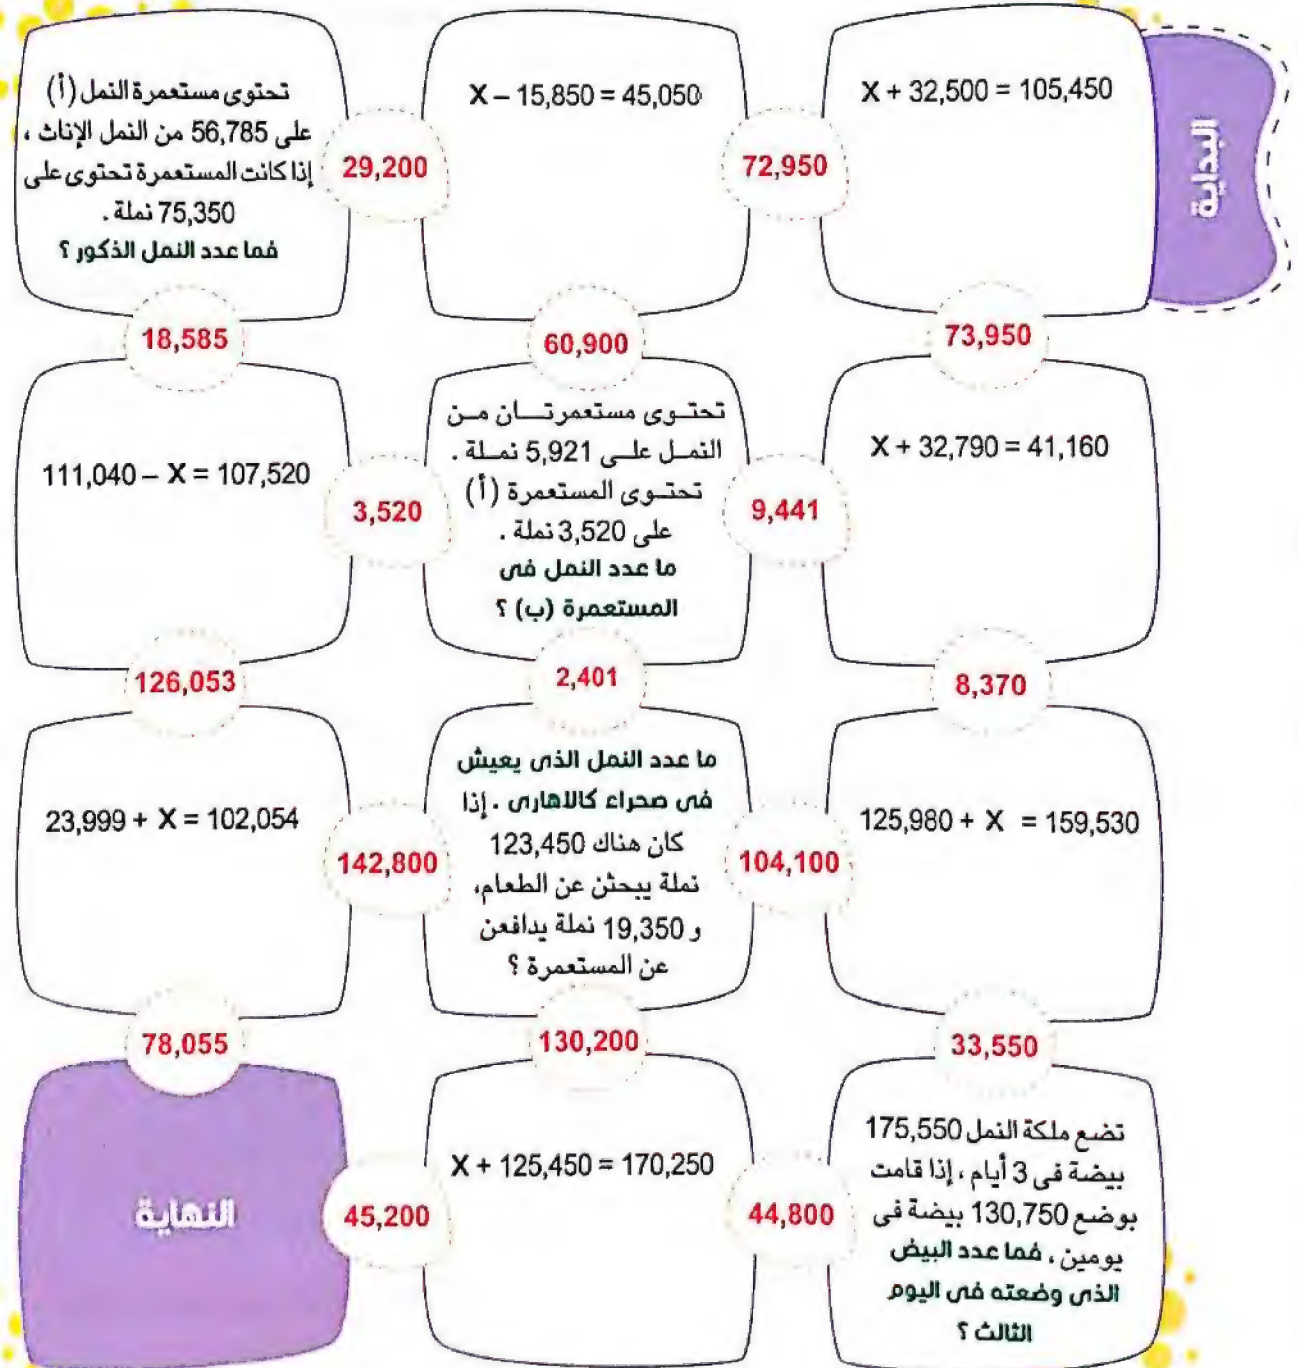 البداية
X + 32,500 = 105,450
72,950
X – 15,850 = 45,050
29,200
تحتوى مستعمرة النمل (أ)
على 56,785 من النمل الإناث ،
إذا كانت المستعمرة تحتوى على
75,350 نملة .
فما عدد النمل الذكور ؟
73,950
60,900
18,585
X + 32,790 = 41,160
9,441
تحتوى مستعمرتان من
النمل على 5,921 نملة .
تحتوى المستعمرة (أ)
على 3,520 نملة .
ما عدد النمل فى
المستعمرة (ب) ؟
3,520
111,040 – X = 107,520
8,370
2,401
126,053
125,980 + X = 159,530
104,100
ما عدد النمل الذى يعيش
فى صحراء كالاهارى . إذا
كان هناك 123,450
نملة يبحثن عن الطعام،
و 19,350 نملة يدافعن
عن المستعمرة ؟
142,800
23,999 + X = 102,054
33,550
130,200
78,055
تضع ملكة النمل 175,550
بيضة فى 3 أيام ، إذا قامت
بوضع 130,750 بيضة فى
يومين ، فما عدد البيض
الذى وضعته فى اليوم
الثالث ؟
44,800
X + 125,450 = 170,250
45,200
النهاية